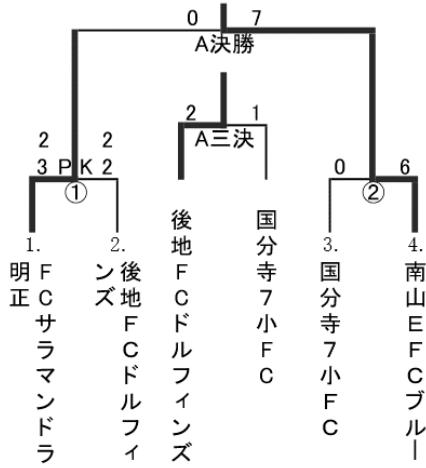 0 7
A決勝
2 1
A三決
2 2
3 PK 2
①
0 6
②
1.
明正
FCサラマンドラ
2.
後地FCドルフィ
ンズ
後地FCドルフィンズ
国分寺7小FC
3.
国分寺7小FC
4.
南山EFCブルー